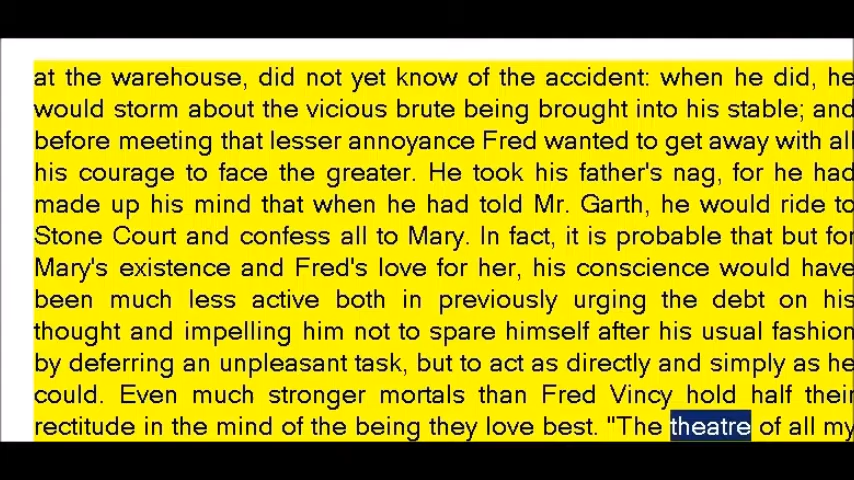 at the warehouse, did not yet know of the accident: when he did, he
would storm about the vicious brute being brought into his stable; and
before meeting that lesser annoyance Fred wanted to get away with all
his courage to face the greater. He took his father's nag, for he had
made up his mind that when he had told Mr. Garth, he would ride to
Stone Court and confess all to Mary. In fact, it is probable that but for
Mary's existence and Fred's love for her, his conscience would have
been much less active both in previously urging the debt on his
thought and impelling him not to spare himself after his usual fashion
by deferring an unpleasant task, but to act as directly and simply as he
could. Even much stronger mortals than Fred Vincy hold half their
rectitude in the mind of the being they love best. "The theatre of all my